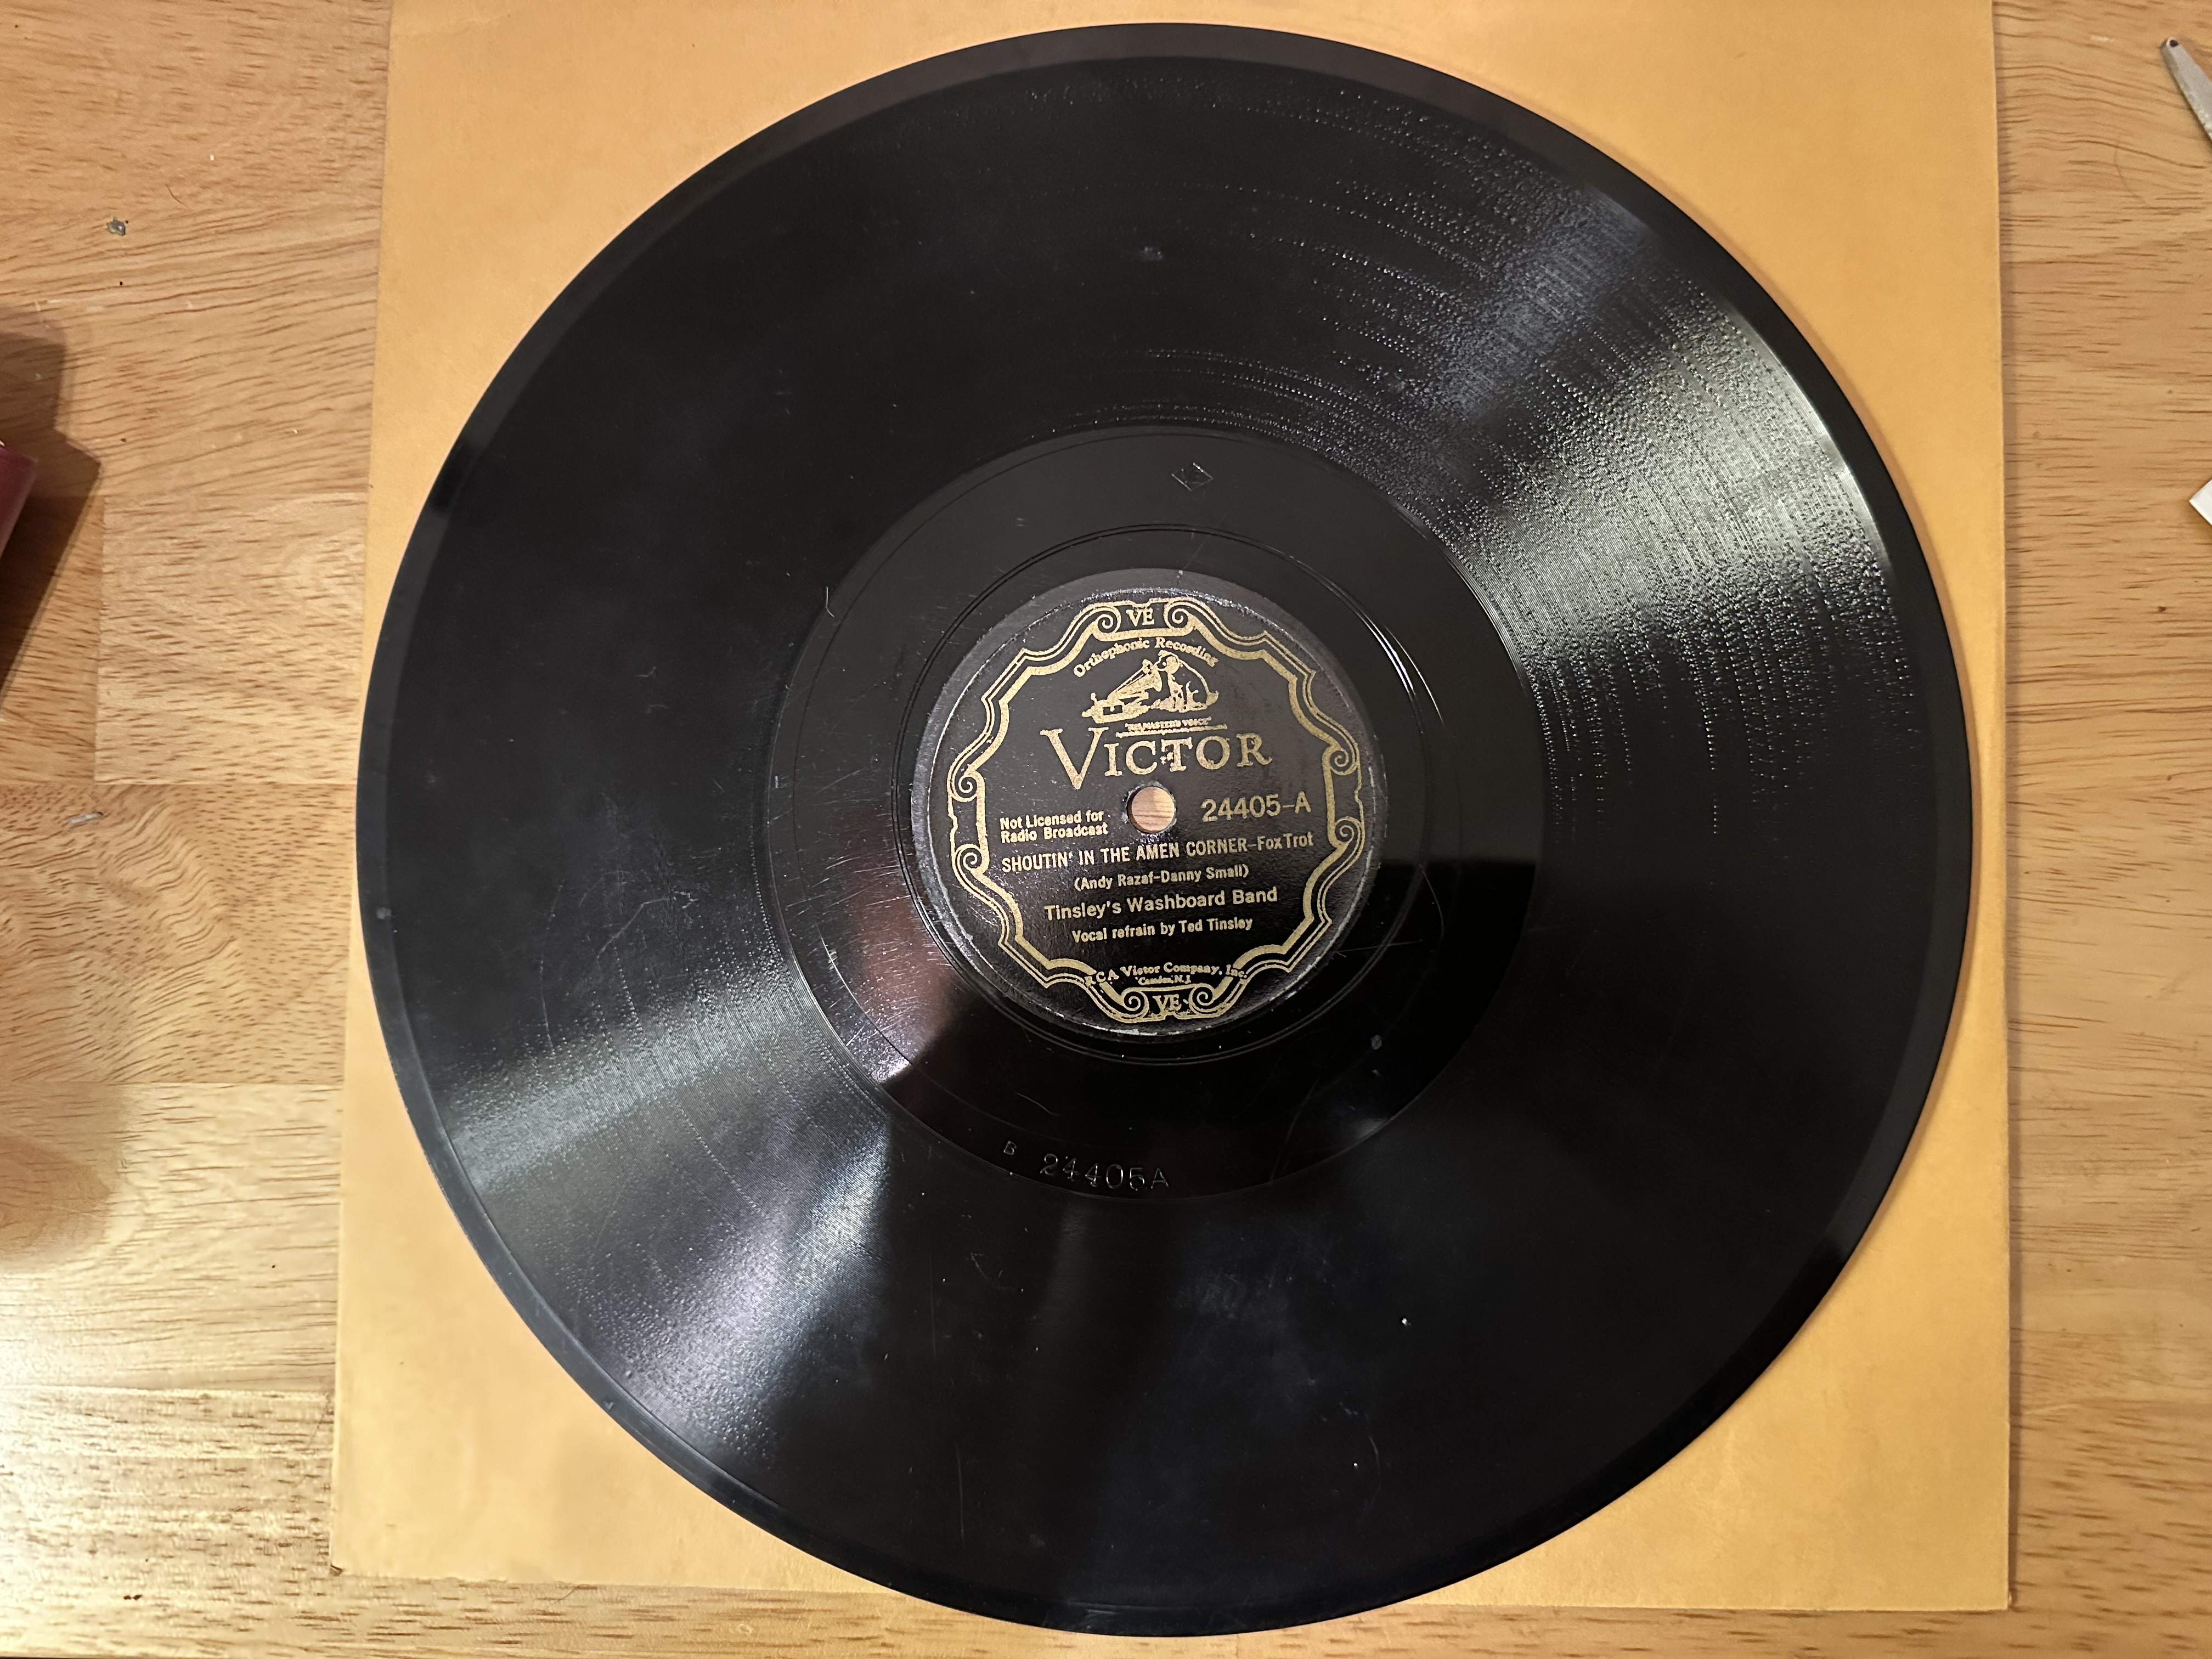 VE
Orthophonic Recording
"HIS MASTER'S VOICE"
VICTOR
Not Licensed for
Radio Broadcast
24405-A
SHOUTIN' IN THE AMEN CORNER-Fox Trot
(Andy Razaf-Danny Small)
Tinsley's Washboard Band
Vocal refrain by Ted Tinsley
RCA Victor Company, Inc.
Camden, N.J.
VE
B 24405A